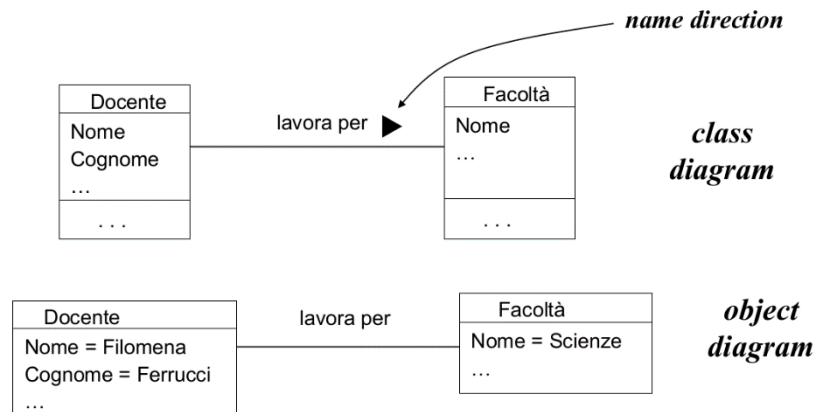 name direction
Docente
Nome
Cognome
...
. . .
lavora per
Facoltà
Nome
...
. . .
class
diagram
Docente
Nome = Filomena
Cognome = Ferrucci
...
lavora per
Facoltà
Nome = Scienze
...
object
diagram